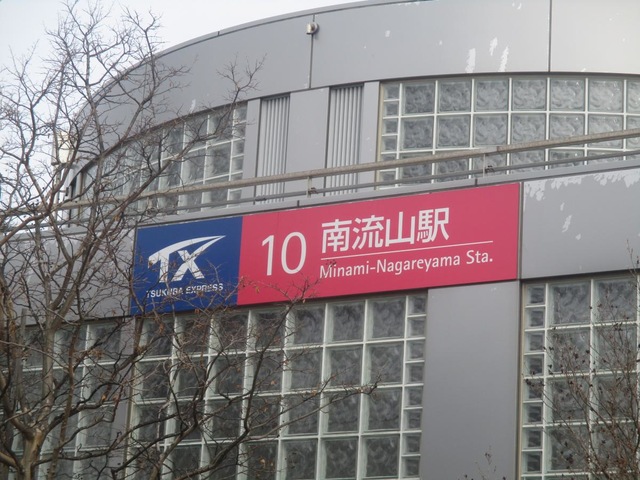 TX
TSUKUBA EXPRESS
10
南流山駅
Minami-Nagareyama Sta.